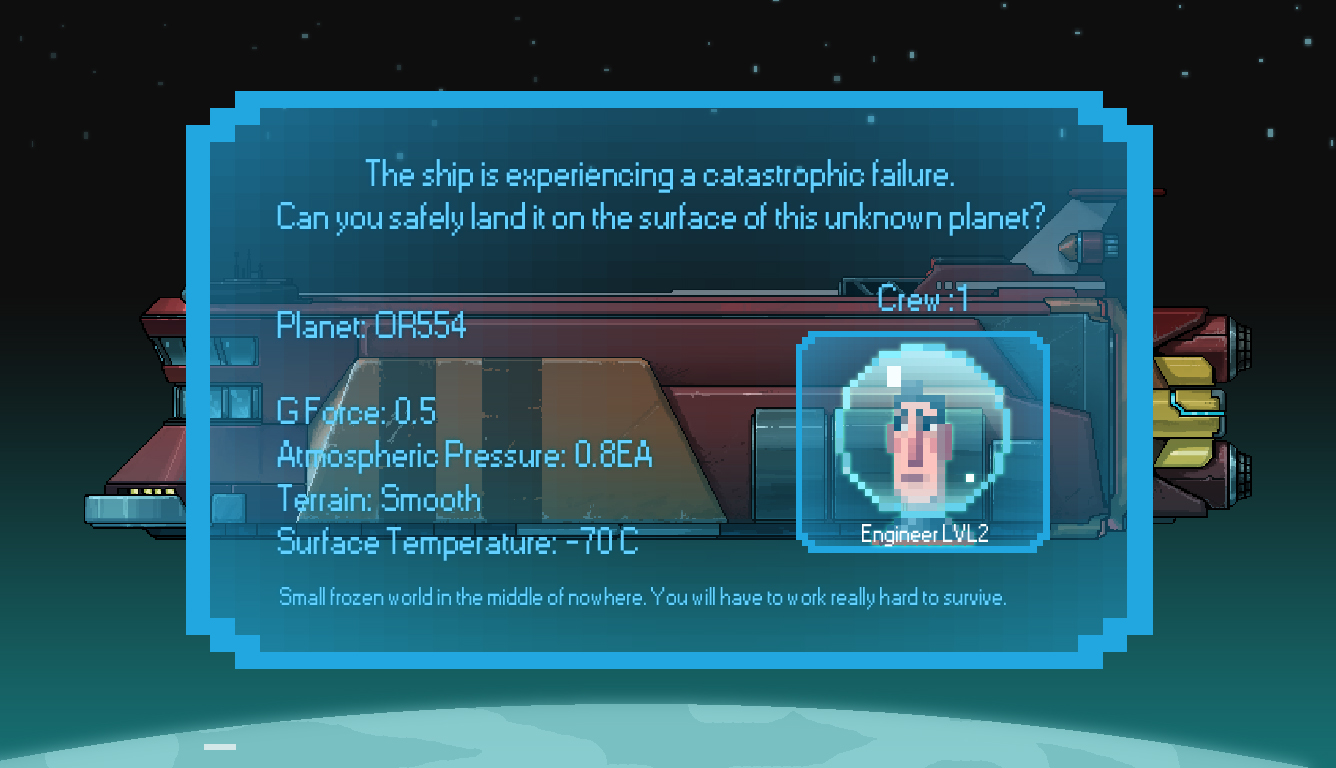 The ship is experiencing a catastrophic failure.
Can you safely land it on the surface of this unknown planet?
Crew :1
Planet: OR554
G Force: 0.5
Atmospheric Pressure: 0.8EA
Terrain: Smooth
Surface Temperature: -70 C
Engineer LVL2
Small frozen world in the middle of nowhere. You will have to work really hard to survive.